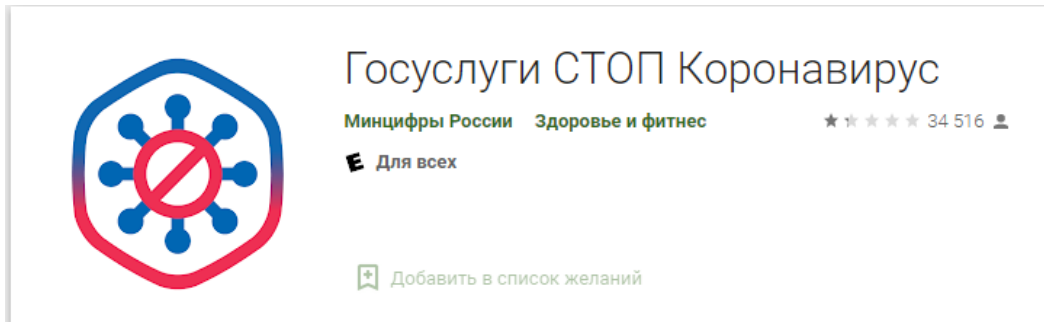 Госуслуги СТОП Коронавирус
Минцифры России Здоровье и фитнес 34 516
E Для всех
Добавить в список желаний